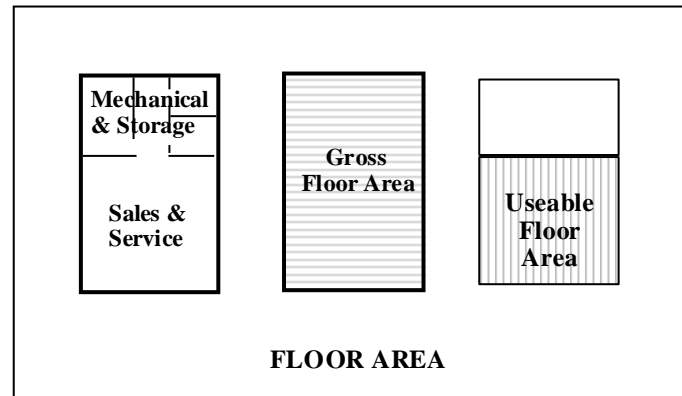 Mechanical
& Storage
Sales &
Service
Gross
Floor Area
Useable
Floor
Area
FLOOR AREA